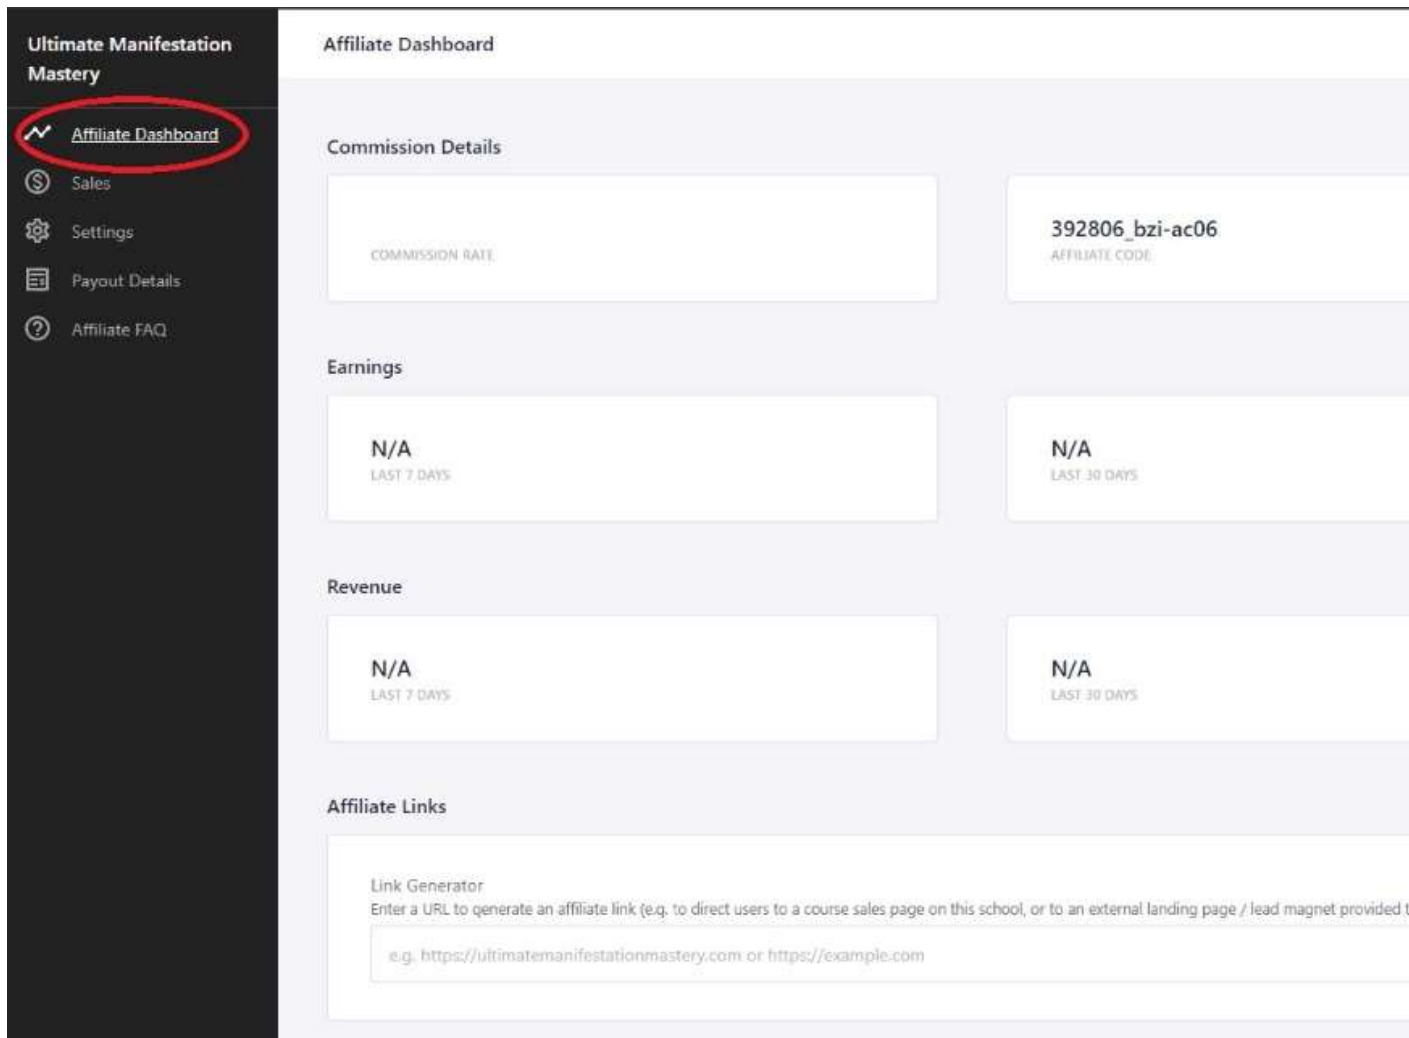 Ultimate Manifestation
Mastery
Affiliate Dashboard
Sales
Settings
Payout Details
Affiliate FAQ
Affiliate Dashboard
Commission Details
COMMISSION RATE
392806_bzi-ac06
AFFILIATE CODE
Earnings
N/A
LAST 7 DAYS
N/A
LAST 30 DAYS
Revenue
N/A
LAST 7 DAYS
N/A
LAST 30 DAYS
Affiliate Links
Link Generator
Enter a URL to generate an affiliate link (e.g. to direct users to a course sales page on this school, or to an external landing page / lead magnet provided t
e.g. https://ultimatemanifestationmastery.com or https://example.com